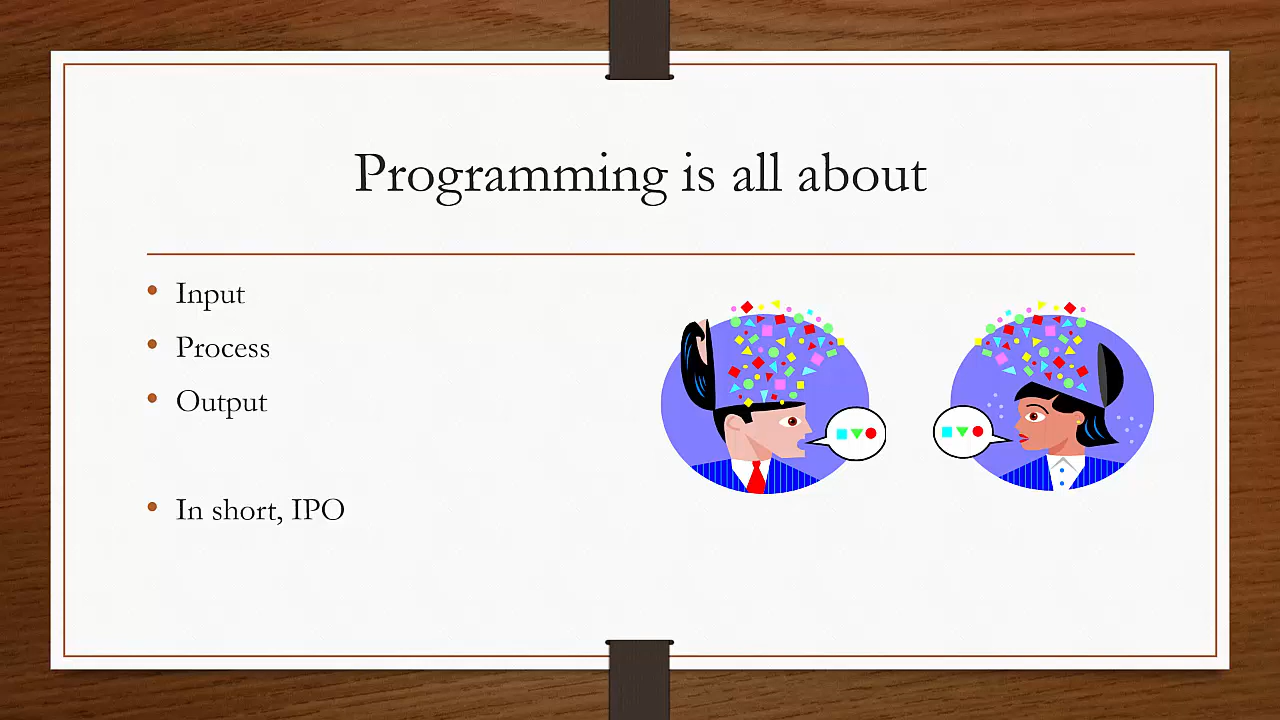 Programming is all about
Input
Process
Output
In short, IPO